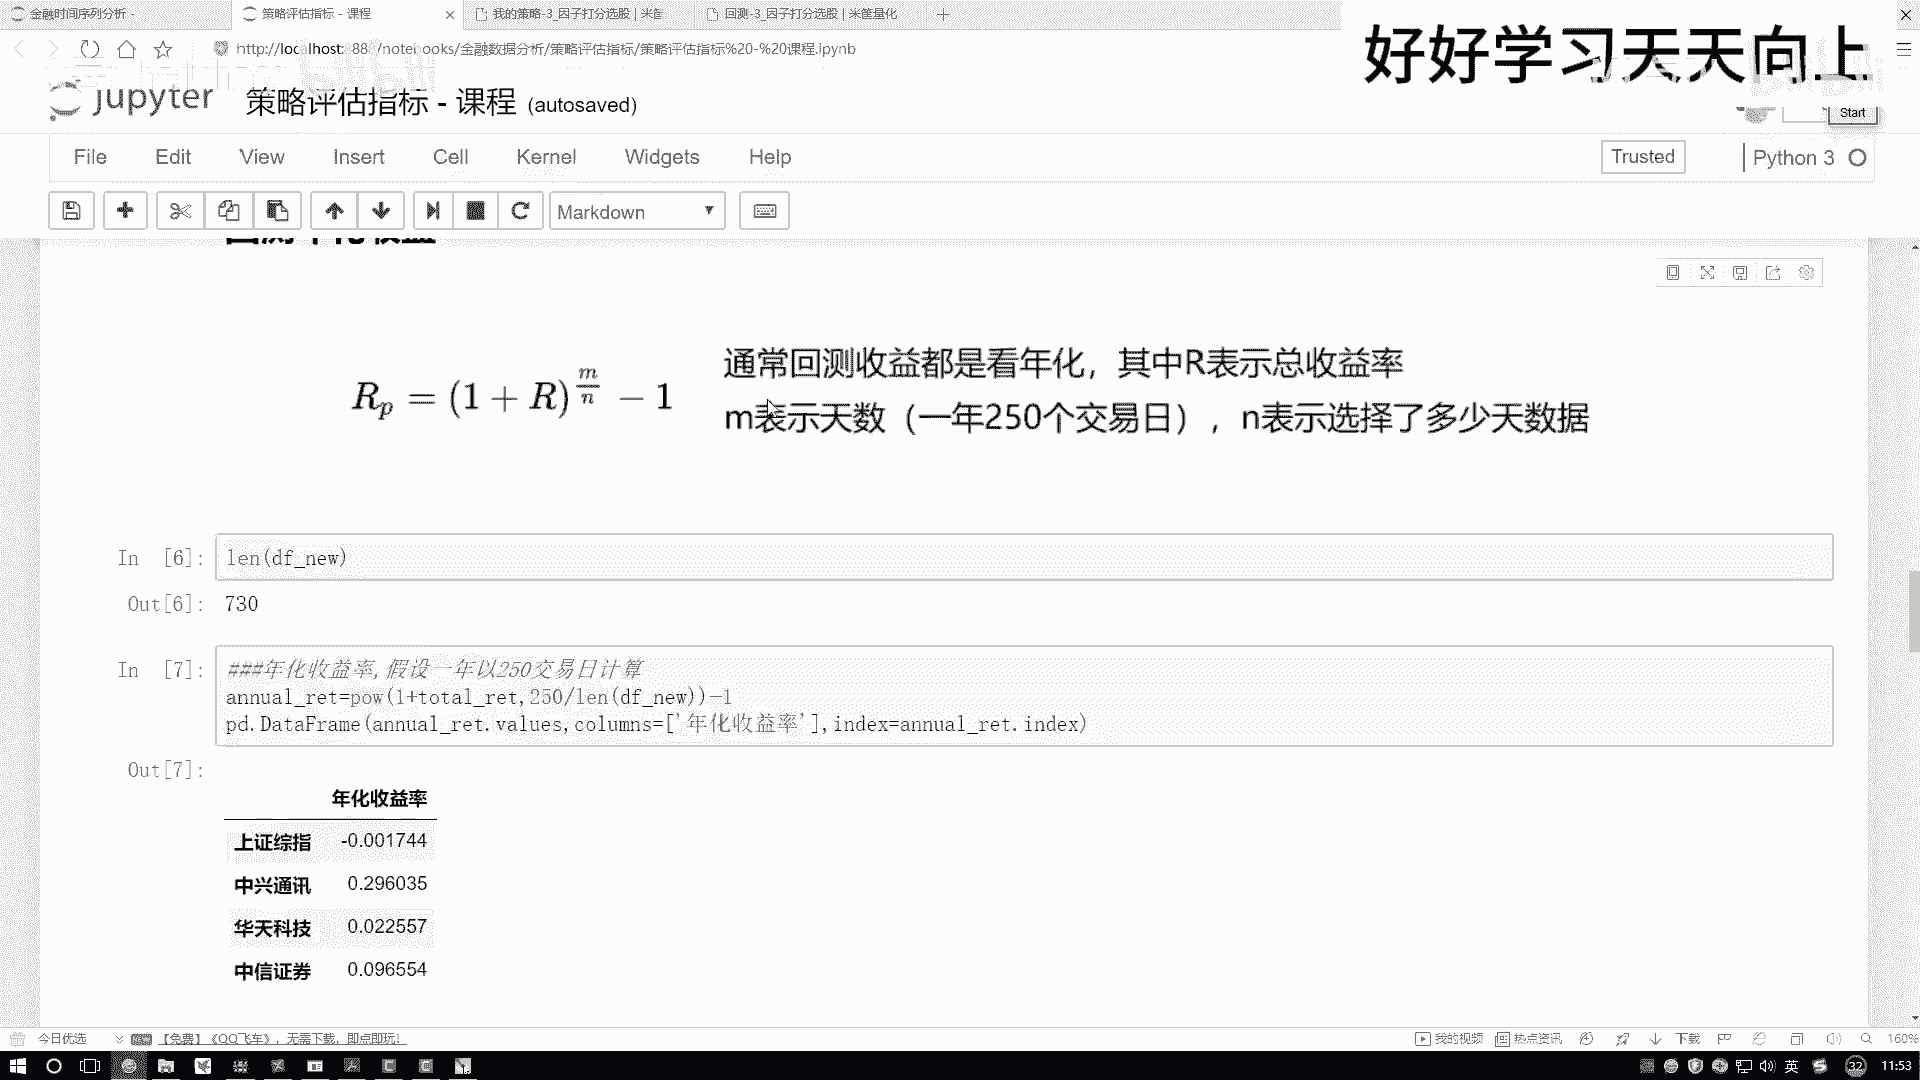 金融时间序列分析 -
策略评估指标 - 课程
我的策略-3_因子打分选股 | 米筐
回测-3_因子打分选股 | 米筐量化
http://localhost:888/notebooks/金融数据分析/策略评估指标/策略评估指标%20-%20课程.ipynb
好好学习天天向上
jupyter 策略评估指标 - 课程 (autosaved)
Start
File Edit View Insert Cell Kernel Widgets Help
Trusted
Python 3
Markdown
R_p = (1 + R)^{m/n} − 1
通常回测收益都是看年化，其中R表示总收益率
m表示天数（一年250个交易日），n表示选择了多少天数据
In [6]: len(df_new)
Out[6]: 730
In [7]: ###年化收益率,假设一年以250交易日计算
annual_ret=pow(1+total_ret,250/len(df_new))-1
pd.DataFrame(annual_ret.values,columns=['年化收益率'],index=annual_ret.index)
Out[7]:
年化收益率
上证综指 -0.001744
中兴通讯 0.296035
华天科技 0.022557
中信证券 0.096554
今日优选
NEW 【免费】《QQ飞车》，无需下载，即点即玩！
我的视频
热点资讯
下载
160%
英
32
11:53